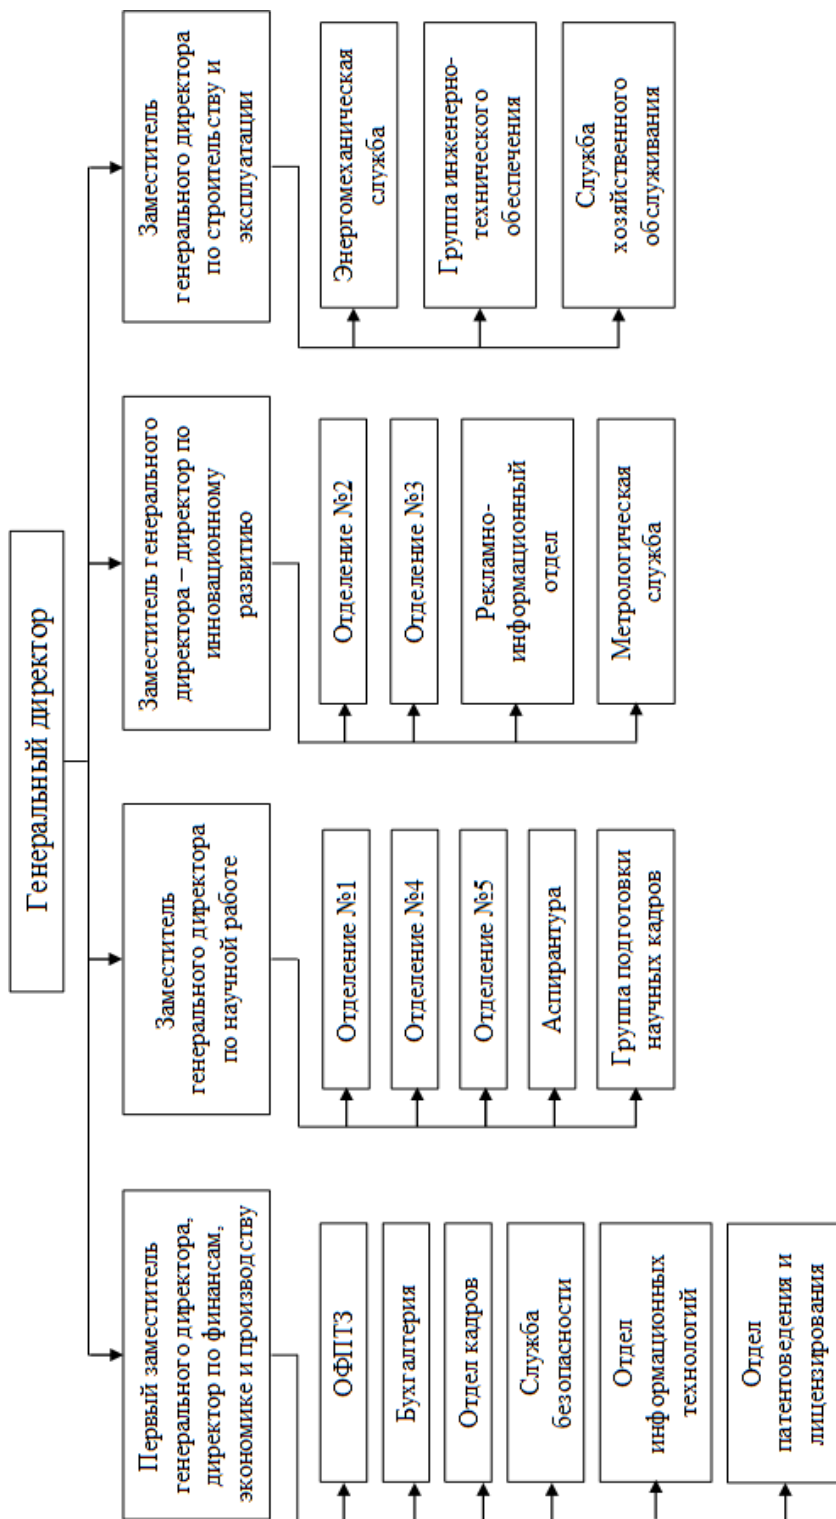 Генеральный директор
Первый заместитель
генерального директора,
директор по финансам,
экономике и производству
ОФПТЗ
Бухгалтерия
Отдел кадров
Служба
безопасности
Отдел
информационных
технологий
Отдел
патентоведения и
лицензирования
Заместитель
генерального директора
по научной работе
Отделение №1
Отделение №4
Отделение №5
Аспирантура
Группа подготовки
научных кадров
Заместитель генерального
директора – директор по
инновационному
развитию
Отделение №2
Отделение №3
Рекламно-
информационный
отдел
Метрологическая
служба
Заместитель
генерального директора
по строительству и
эксплуатации
Энергомеханическая
служба
Группа инженерно-
технического
обеспечения
Служба
хозяйственного
обслуживания